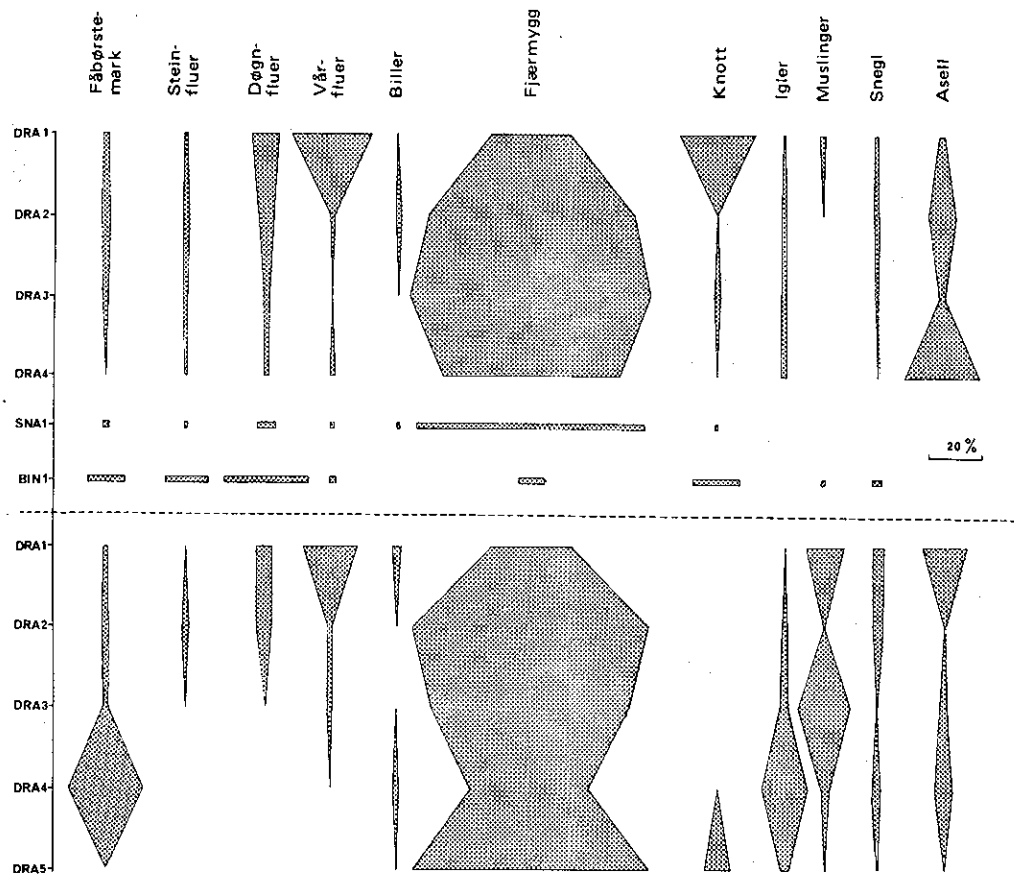 Fåbørste-
mark
Stein-
fluer
Døgn-
fluer
Vår-
fluer
Biller
Fjærmygg
Knott
Igler
Muslinger
Snegl
Asell
DRA1
DRA2
DRA3
DRA4
SNA1
BIN1
20 %
DRA1
DRA2
DRA3
DRA4
DRA5